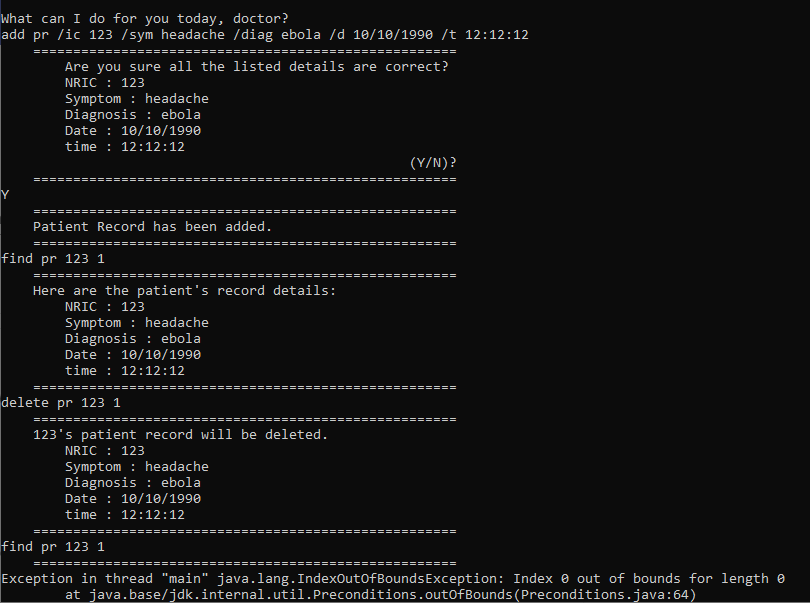 What can I do for you today, doctor?
add pr /ic 123 /sym headache /diag ebola /d 10/10/1990 /t 12:12:12
=====================================================
Are you sure all the listed details are correct?
NRIC : 123
Symptom : headache
Diagnosis : ebola
Date : 10/10/1990
time : 12:12:12
(Y/N)?
=====================================================
Y
=====================================================
Patient Record has been added.
=====================================================
find pr 123 1
=====================================================
Here are the patient's record details:
NRIC : 123
Symptom : headache
Diagnosis : ebola
Date : 10/10/1990
time : 12:12:12
=====================================================
delete pr 123 1
=====================================================
123's patient record will be deleted.
NRIC : 123
Symptom : headache
Diagnosis : ebola
Date : 10/10/1990
time : 12:12:12
=====================================================
find pr 123 1
=====================================================
Exception in thread "main" java.lang.IndexOutOfBoundsException: Index 0 out of bounds for length 0
at java.base/jdk.internal.util.Preconditions.outOfBounds(Preconditions.java:64)